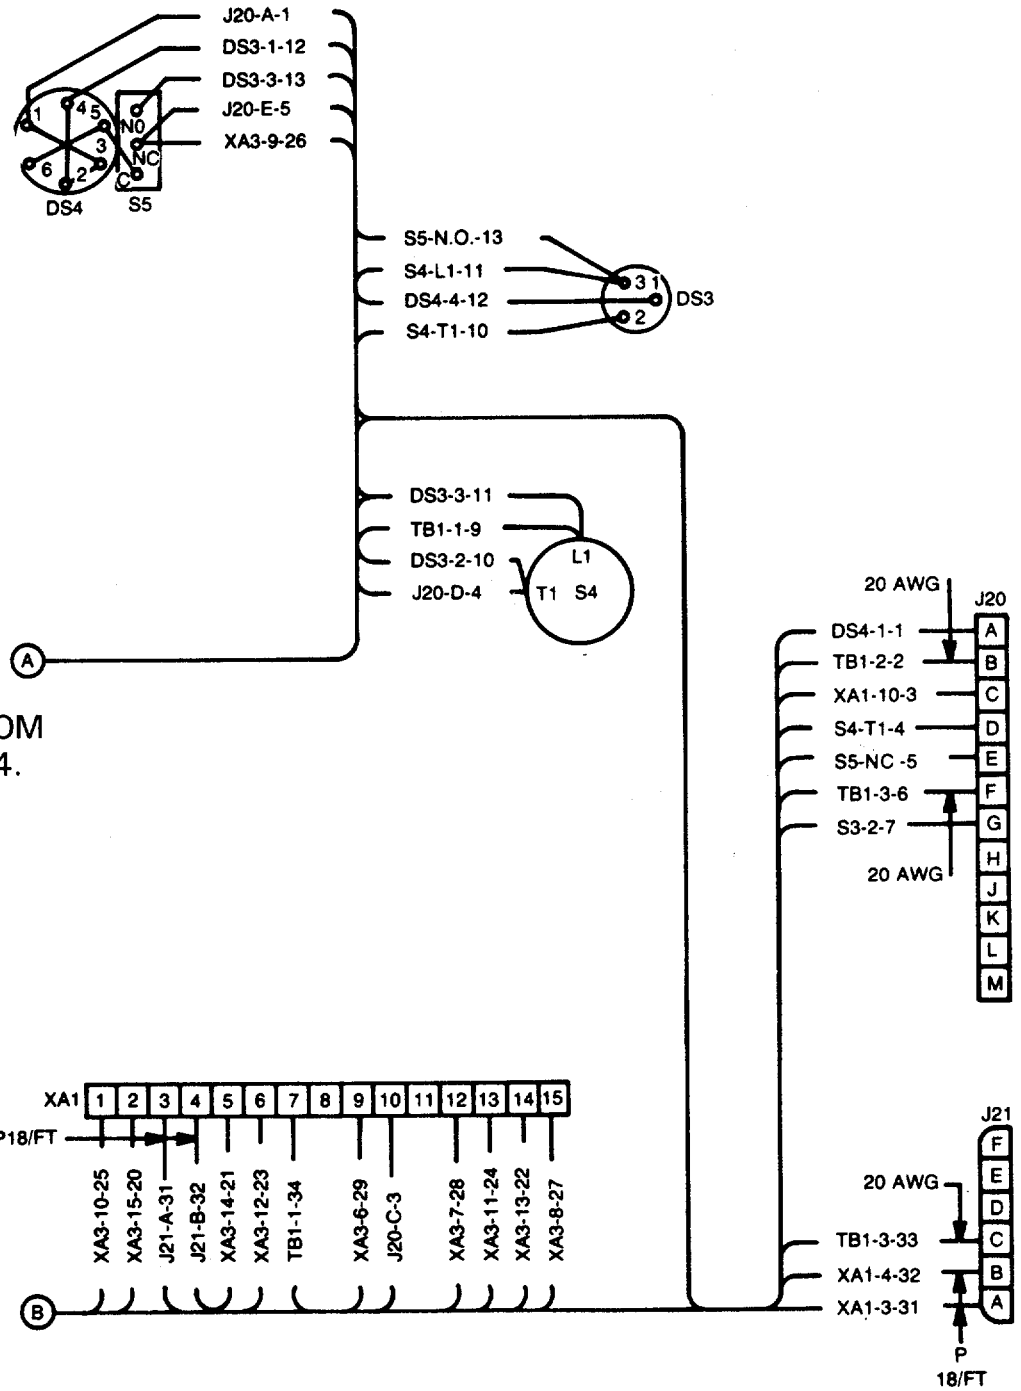 J20-A-1
DS3-1-12
DS3-3-13
J20-E-5
XA3-9-26
1
4
5
3
6
2
DS4
NO
NC
C
S5
S5-N.O.-13
S4-L1-11
DS4-4-12
S4-T1-10
3 1
2
DS3
DS3-3-11
TB1-1-9
DS3-2-10
J20-D-4
L1
T1 S4
A
OM
4.
20 AWG
J20
DS4-1-1 A
TB1-2-2 B
XA1-10-3 C
S4-T1-4 D
S5-NC -5 E
TB1-3-6 F
S3-2-7 G
20 AWG
H
J
K
L
M
XA1 1 2 3 4 5 6 7 8 9 10 11 12 13 14 15
P18/FT
XA3-10-25
XA3-15-20
J21-A-31
J21-B-32
XA3-14-21
XA3-12-23
TB1-1-34
XA3-6-29
J20-C-3
XA3-7-28
XA3-11-24
XA3-13-22
XA3-8-27
B
J21
F
E
D
20 AWG
TB1-3-33 C
XA1-4-32 B
XA1-3-31 A
P
18/FT